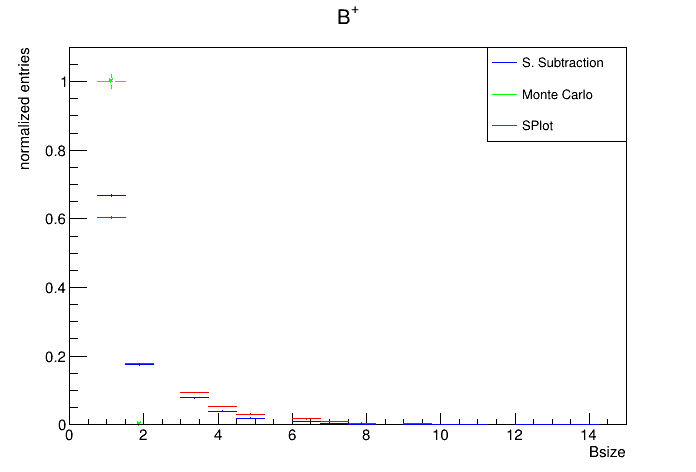 B+
normalized entries
S. Subtraction
Monte Carlo
SPlot
1
0.8
0.6
0.4
0.2
0
0 2 4 6 8 10 12 14
Bsize